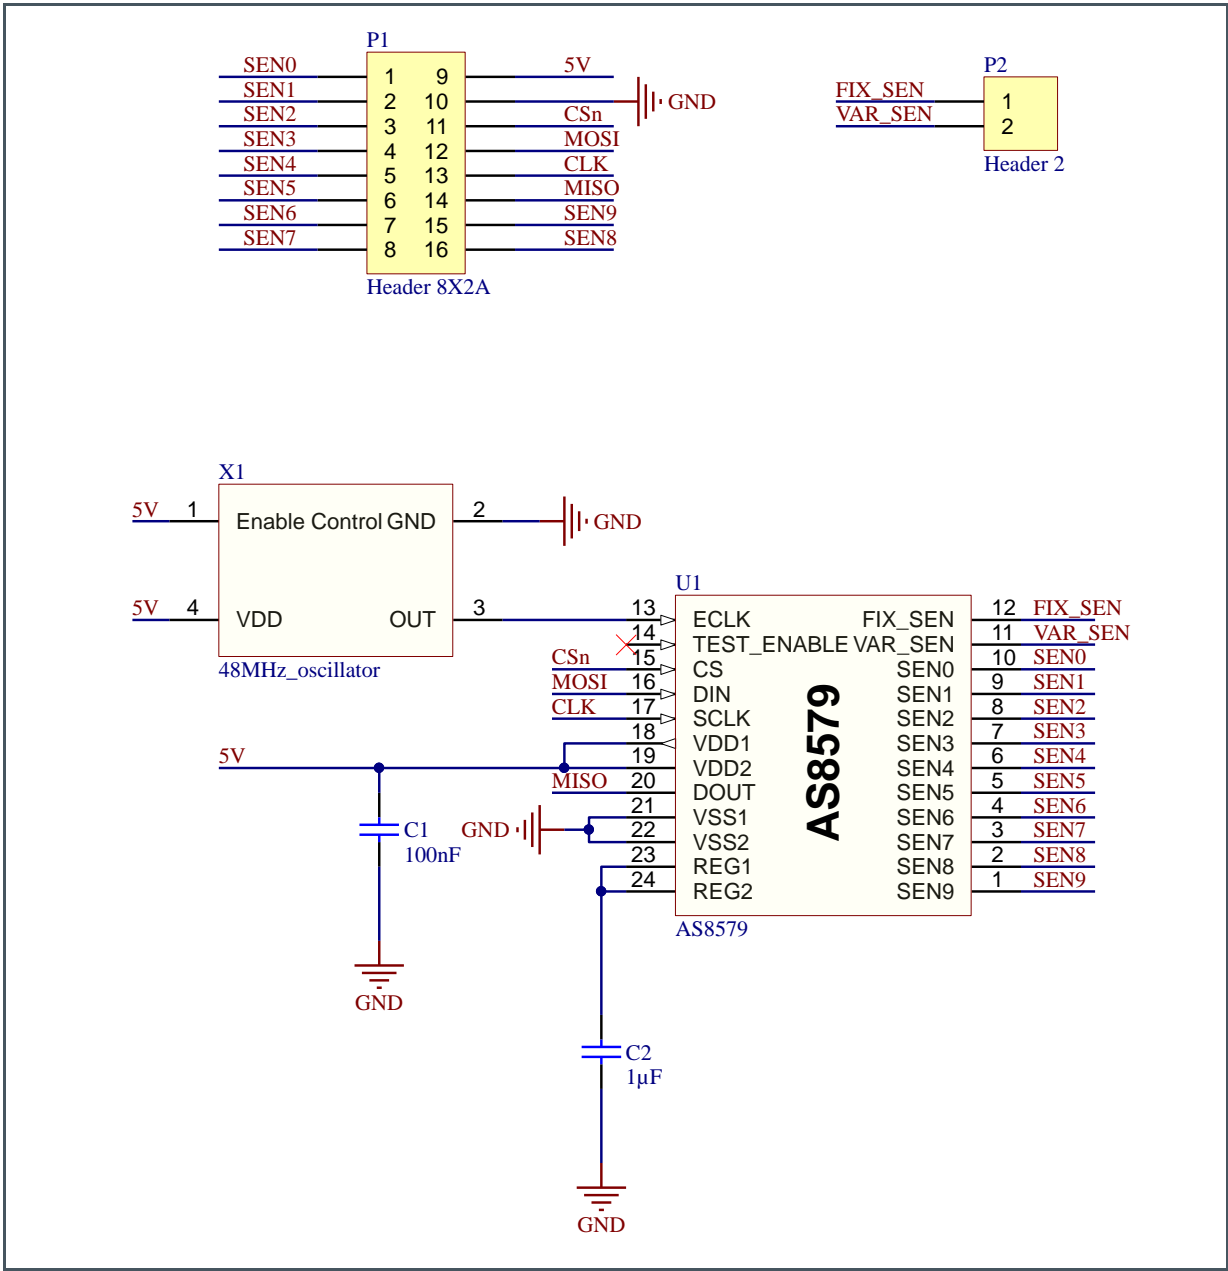 P1
SEN0 1 9 5V
SEN1 2 10 GND
SEN2 3 11 CSn
SEN3 4 12 MOSI
SEN4 5 13 CLK
SEN5 6 14 MISO
SEN6 7 15 SEN9
SEN7 8 16 SEN8
Header 8X2A
P2
FIX_SEN 1
VAR_SEN 2
Header 2
X1
5V 1 Enable Control GND 2 GND
5V 4 VDD OUT 3
48MHz_oscillator
U1
13 ECLK FIX_SEN 12 FIX_SEN
14 TEST_ENABLE VAR_SEN 11 VAR_SEN
CSn 15 CS SEN0 10 SEN0
MOSI 16 DIN SEN1 9 SEN1
CLK 17 SCLK SEN2 8 SEN2
18 VDD1 SEN3 7 SEN3
5V 19 VDD2 SEN4 6 SEN4
MISO 20 DOUT SEN5 5 SEN5
21 VSS1 SEN6 4 SEN6
GND 22 VSS2 SEN7 3 SEN7
23 REG1 SEN8 2 SEN8
24 REG2 SEN9 1 SEN9
AS8579
AS8579
C1
100nF
GND
C2
1µF
GND